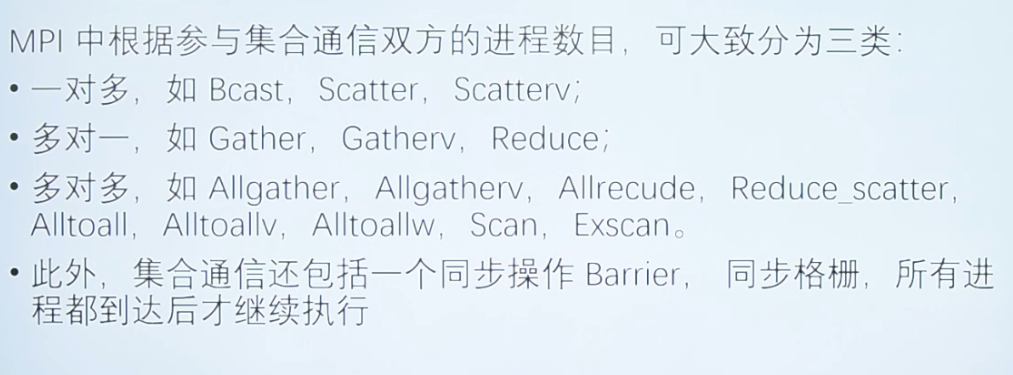 MPI 中根据参与集合通信双方的进程数目，可大致分为三类：
• 一对多，如 Bcast，Scatter，Scatterv；
• 多对一，如 Gather，Gatherv，Reduce；
• 多对多，如 Allgather，Allgatherv，Allrecude，Reduce_scatter，
Alltoall，Alltoallv，Alltoallw，Scan，Exscan。
• 此外，集合通信还包括一个同步操作 Barrier， 同步格栅，所有进
程都到达后才继续执行